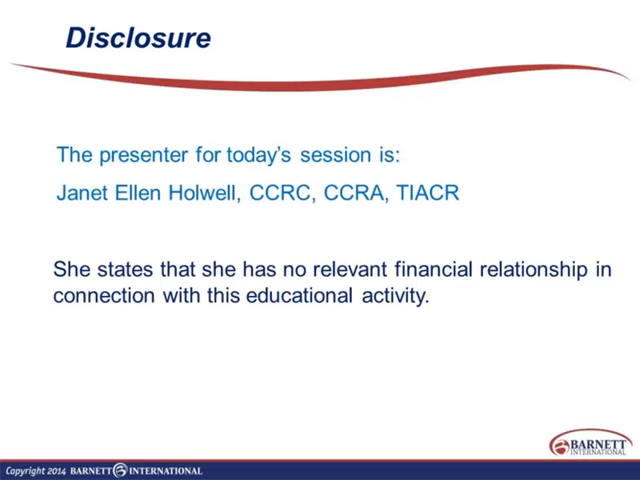 Disclosure
The presenter for today's session is:
Janet Ellen Holwell, CCRC, CCRA, TIACR
She states that she has no relevant financial relationship in
connection with this educational activity.
BARNETT
INTERNATIONAL
Copyright 2014 BARNETT INTERNATIONAL